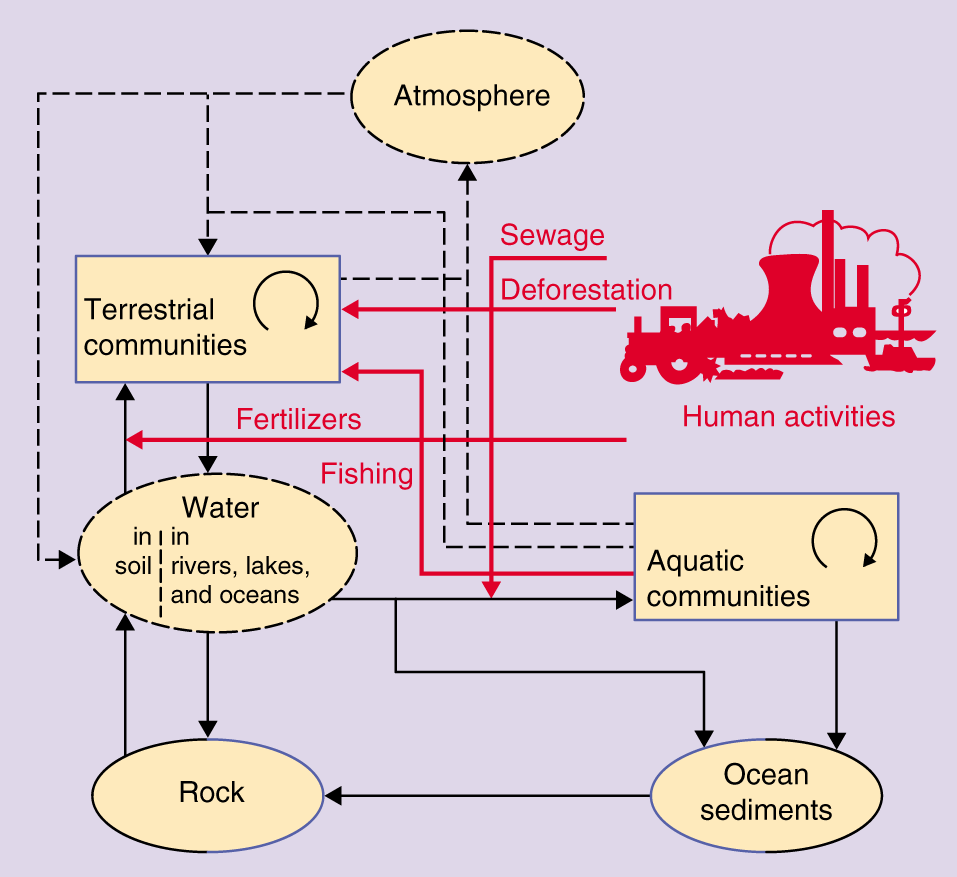 Atmosphere
Sewage
Deforestation
Terrestrial
communities
Human activities
Fertilizers
Fishing
Water
in | in
soil | rivers, lakes,
and oceans
Aquatic
communities
Rock
Ocean
sediments